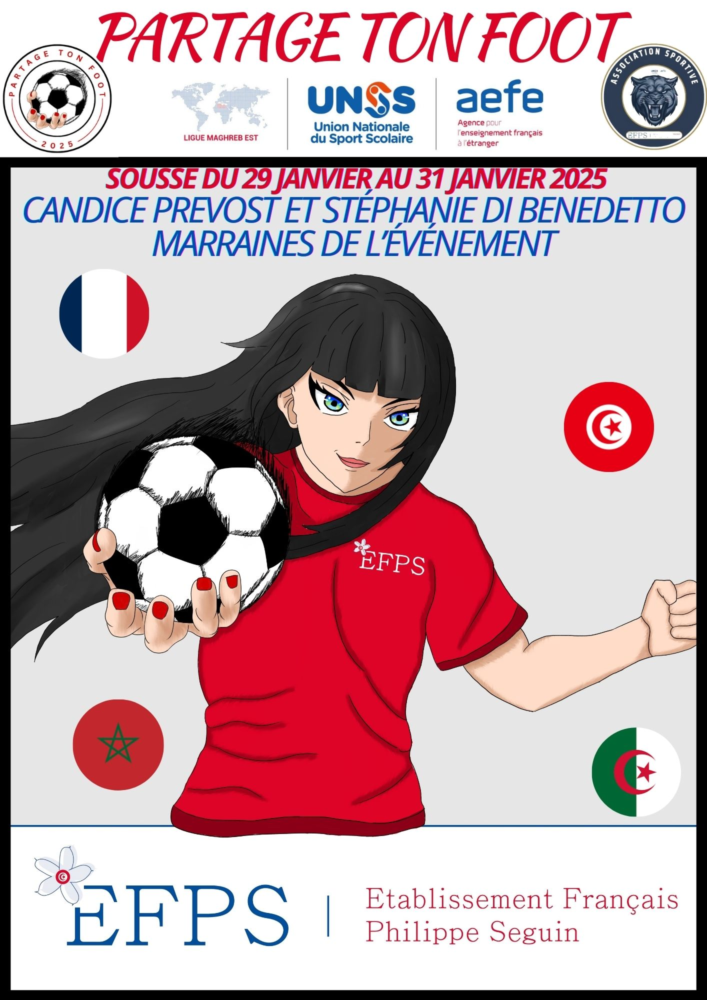 PARTAGE TON FOOT
PARTAGE TON FOOT
2025
LIGUE MAGHREB EST
UNSS
Union Nationale
du Sport Scolaire
aefe
Agence pour
l'enseignement français
à l'étranger
ASSOCIATION SPORTIVE
UNSS aefe
EFPS
SOUSSE DU 29 JANVIER AU 31 JANVIER 2025
CANDICE PREVOST ET STÉPHANIE DI BENEDETTO
MARRAINES DE L'ÉVÉNEMENT
EFPS
EFPS
Etablissement Français
Philippe Seguin